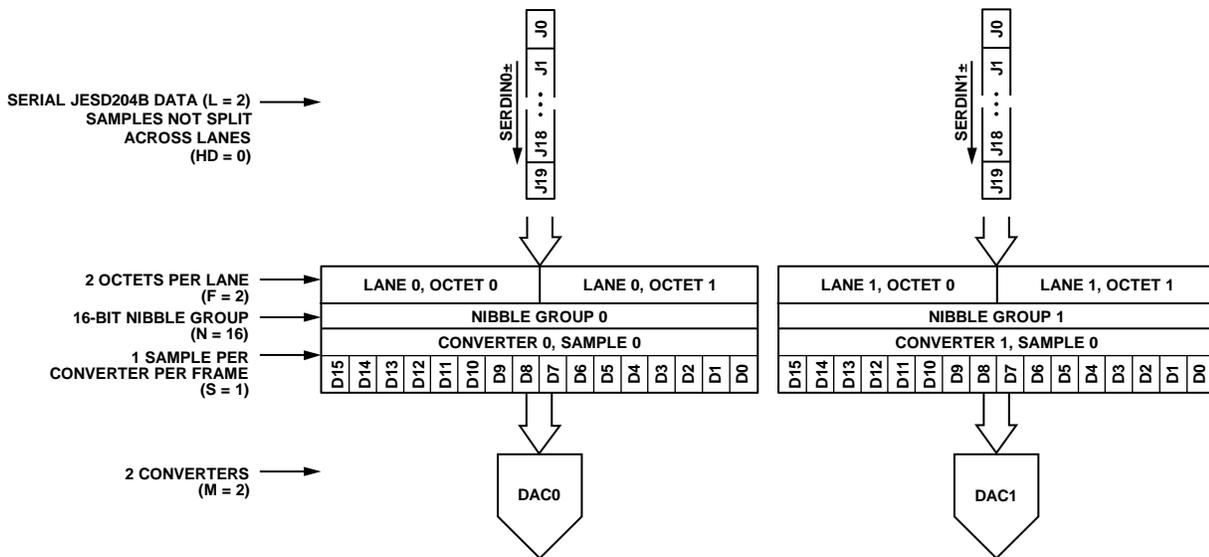 SERIAL JESD204B DATA (L = 2)
SAMPLES NOT SPLIT
ACROSS LANES
(HD = 0)
SERDIN0±
J0
J1
J18
J19
SERDIN1±
J0
J1
J18
J19
2 OCTETS PER LANE
(F = 2)
LANE 0, OCTET 0
LANE 0, OCTET 1
LANE 1, OCTET 0
LANE 1, OCTET 1
16-BIT NIBBLE GROUP
(N = 16)
NIBBLE GROUP 0
NIBBLE GROUP 1
1 SAMPLE PER
CONVERTER PER FRAME
(S = 1)
CONVERTER 0, SAMPLE 0
CONVERTER 1, SAMPLE 0
D15 D14 D13 D12 D11 D10 D9 D8 D7 D6 D5 D4 D3 D2 D1 D0
D15 D14 D13 D12 D11 D10 D9 D8 D7 D6 D5 D4 D3 D2 D1 D0
2 CONVERTERS
(M = 2)
DAC0
DAC1